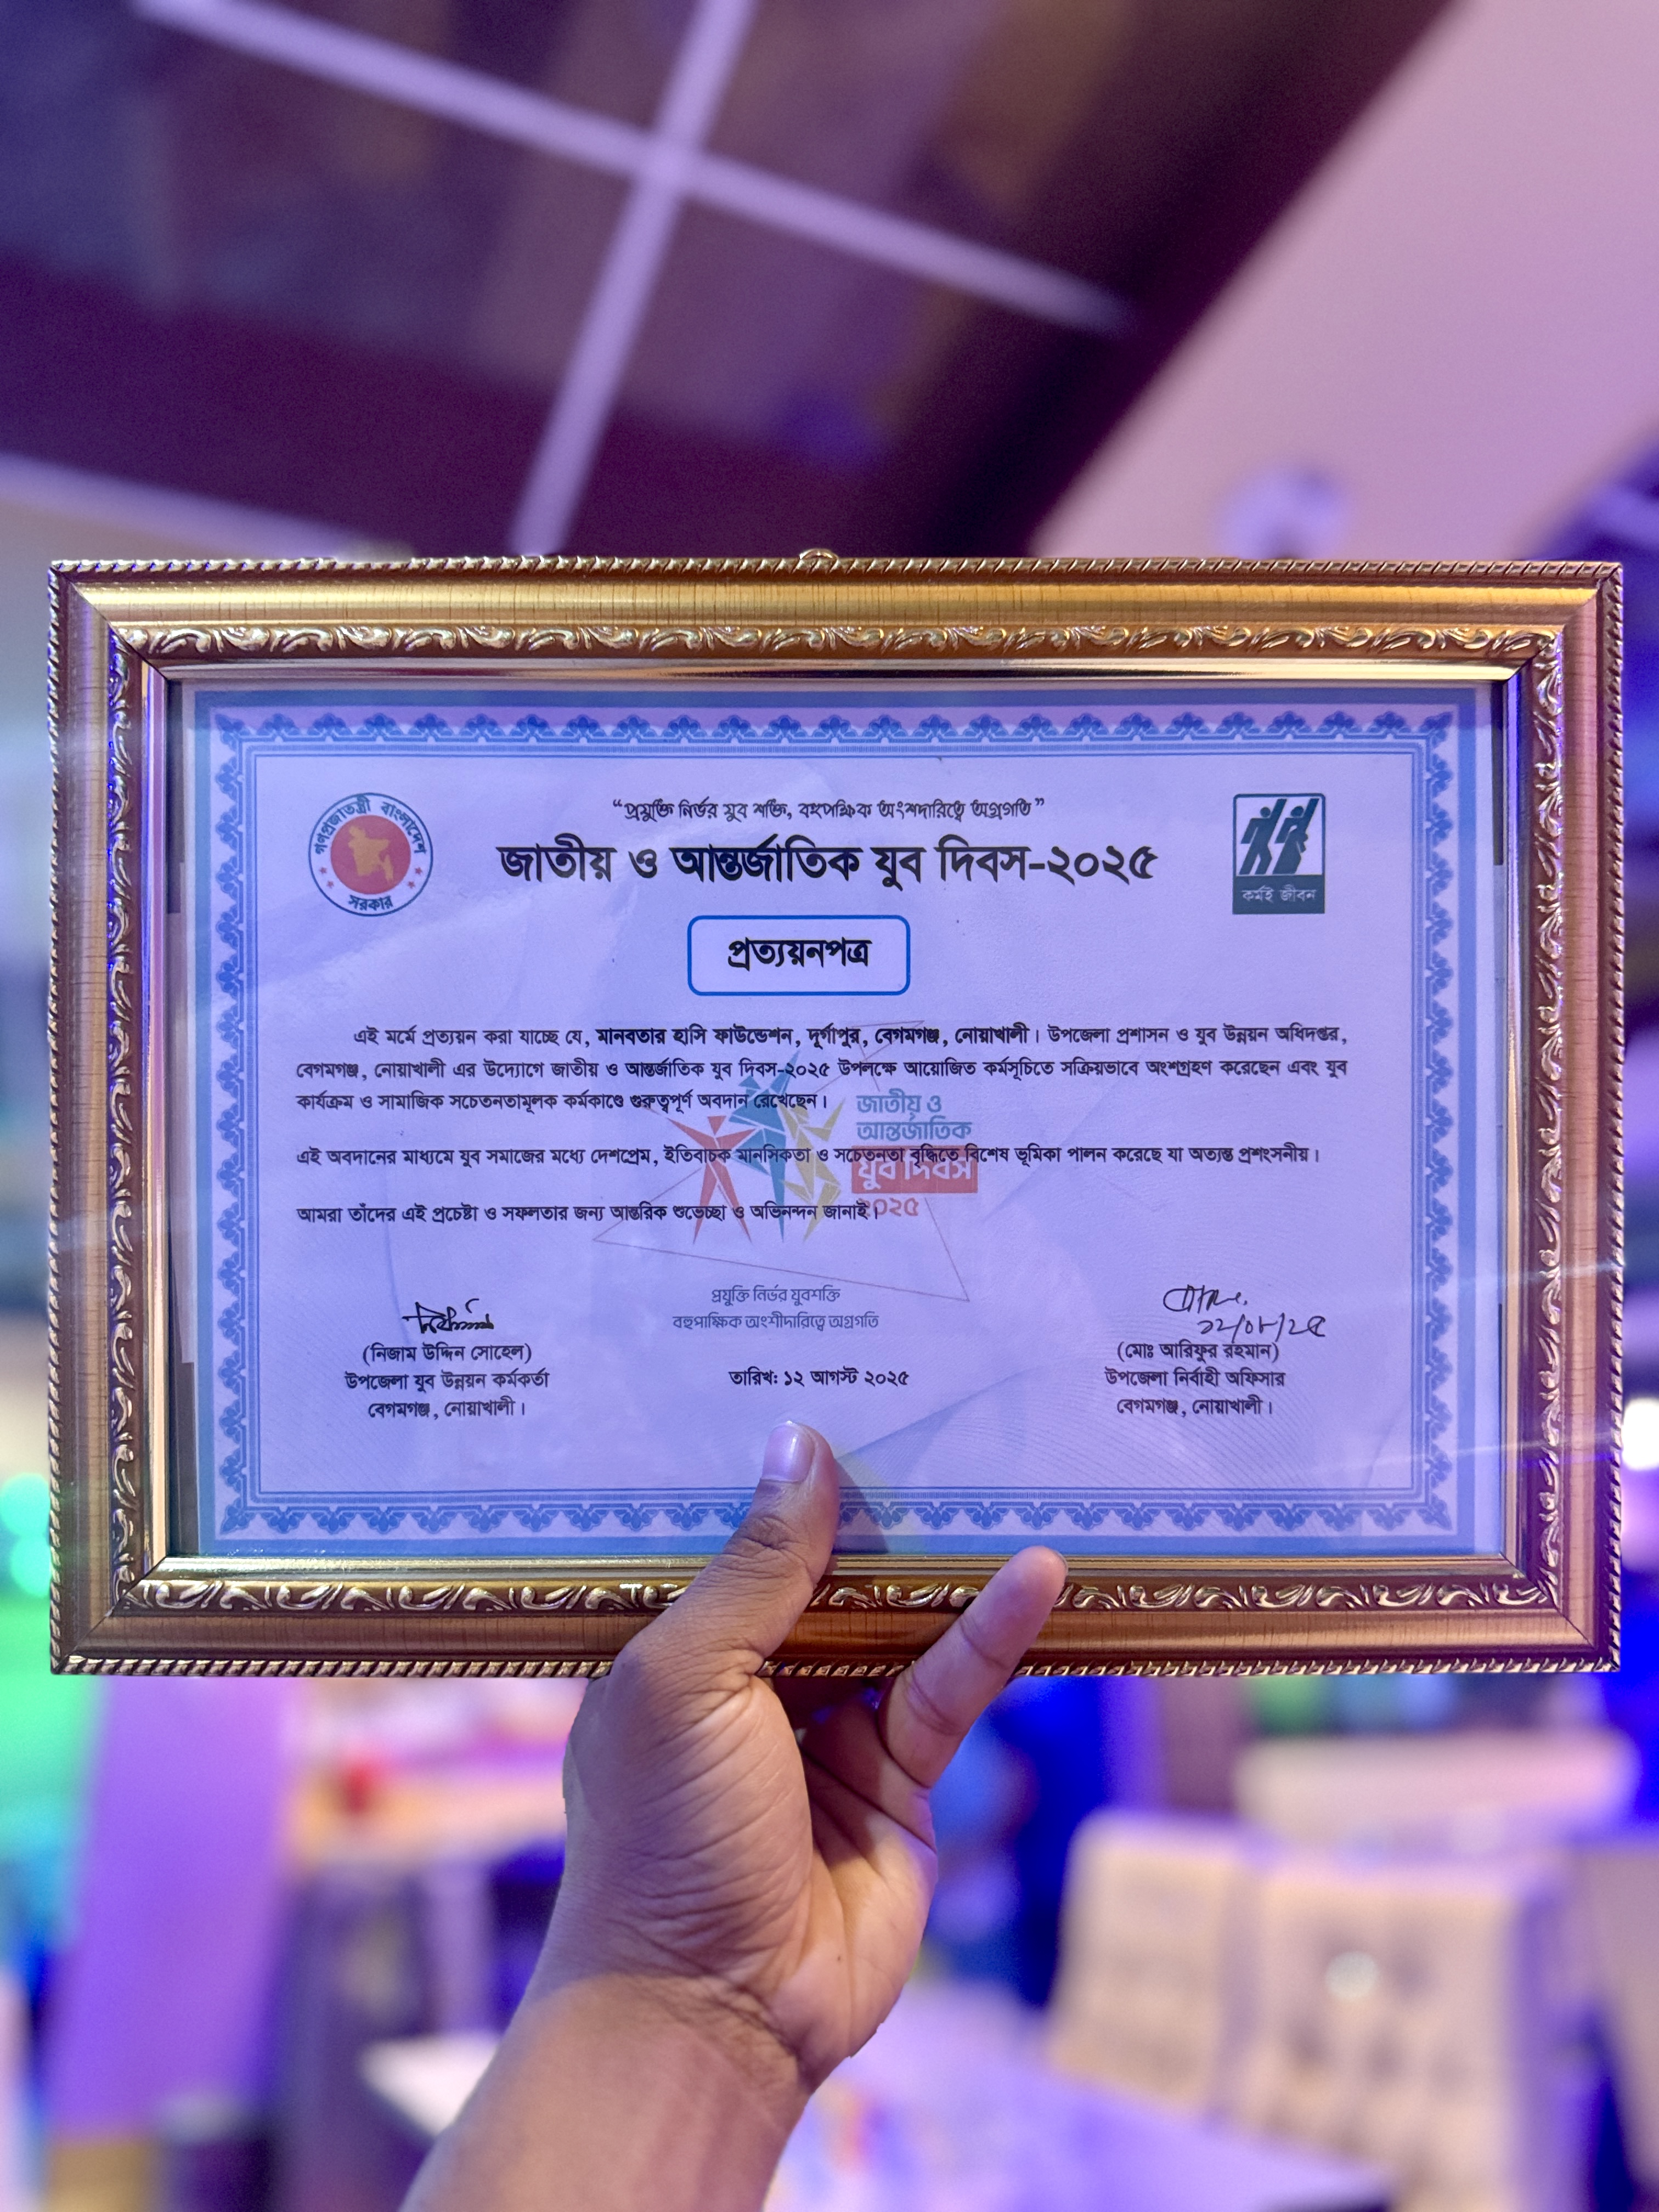 গণপ্রজাতন্ত্রী বাংলাদেশ
সরকার
“প্রযুক্তি নির্ভর যুব শক্তি, বহুপাক্ষিক অংশদারিত্বে অগ্রগতি”
জাতীয় ও আন্তর্জাতিক যুব দিবস-২০২৫
কর্মই জীবন
প্রত্যয়নপত্র
এই মর্মে প্রত্যয়ন করা যাচ্ছে যে, মানবতার হাসি ফাউন্ডেশন, দূর্গাপুর, বেগমগঞ্জ, নোয়াখালী। উপজেলা প্রশাসন ও যুব উন্নয়ন অধিদপ্তর,
বেগমগঞ্জ, নোয়াখালী এর উদ্যোগে জাতীয় ও আন্তর্জাতিক যুব দিবস-২০২৫ উপলক্ষে আয়োজিত কর্মসূচিতে সক্রিয়ভাবে অংশগ্রহণ করেছেন এবং যুব
কার্যক্রম ও সামাজিক সচেতনতামূলক কর্মকাণ্ডে গুরুত্বপূর্ণ অবদান রেখেছেন।
জাতীয় ও
আন্তর্জাতিক
যুব দিবস
২০২৫
এই অবদানের মাধ্যমে যুব সমাজের মধ্যে দেশপ্রেম, ইতিবাচক মানসিকতা ও সচেতনতা বৃদ্ধিতে বিশেষ ভূমিকা পালন করেছে যা অত্যন্ত প্রশংসনীয়।
আমরা তাঁদের এই প্রচেষ্টা ও সফলতার জন্য আন্তরিক শুভেচ্ছা ও অভিনন্দন জানাই।
প্রযুক্তি নির্ভর যুবশক্তি
বহুপাক্ষিক অংশীদারিত্বে অগ্রগতি
(নিজাম উদ্দিন সোহেল)
উপজেলা যুব উন্নয়ন কর্মকর্তা
বেগমগঞ্জ, নোয়াখালী।
তারিখ: ১২ আগস্ট ২০২৫
১২/০৮/২৫
(মোঃ আরিফুর রহমান)
উপজেলা নির্বাহী অফিসার
বেগমগঞ্জ, নোয়াখালী।